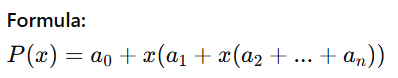 Formula:
P(x) = a₀ + x(a₁ + x(a₂ + ... + aₙ))